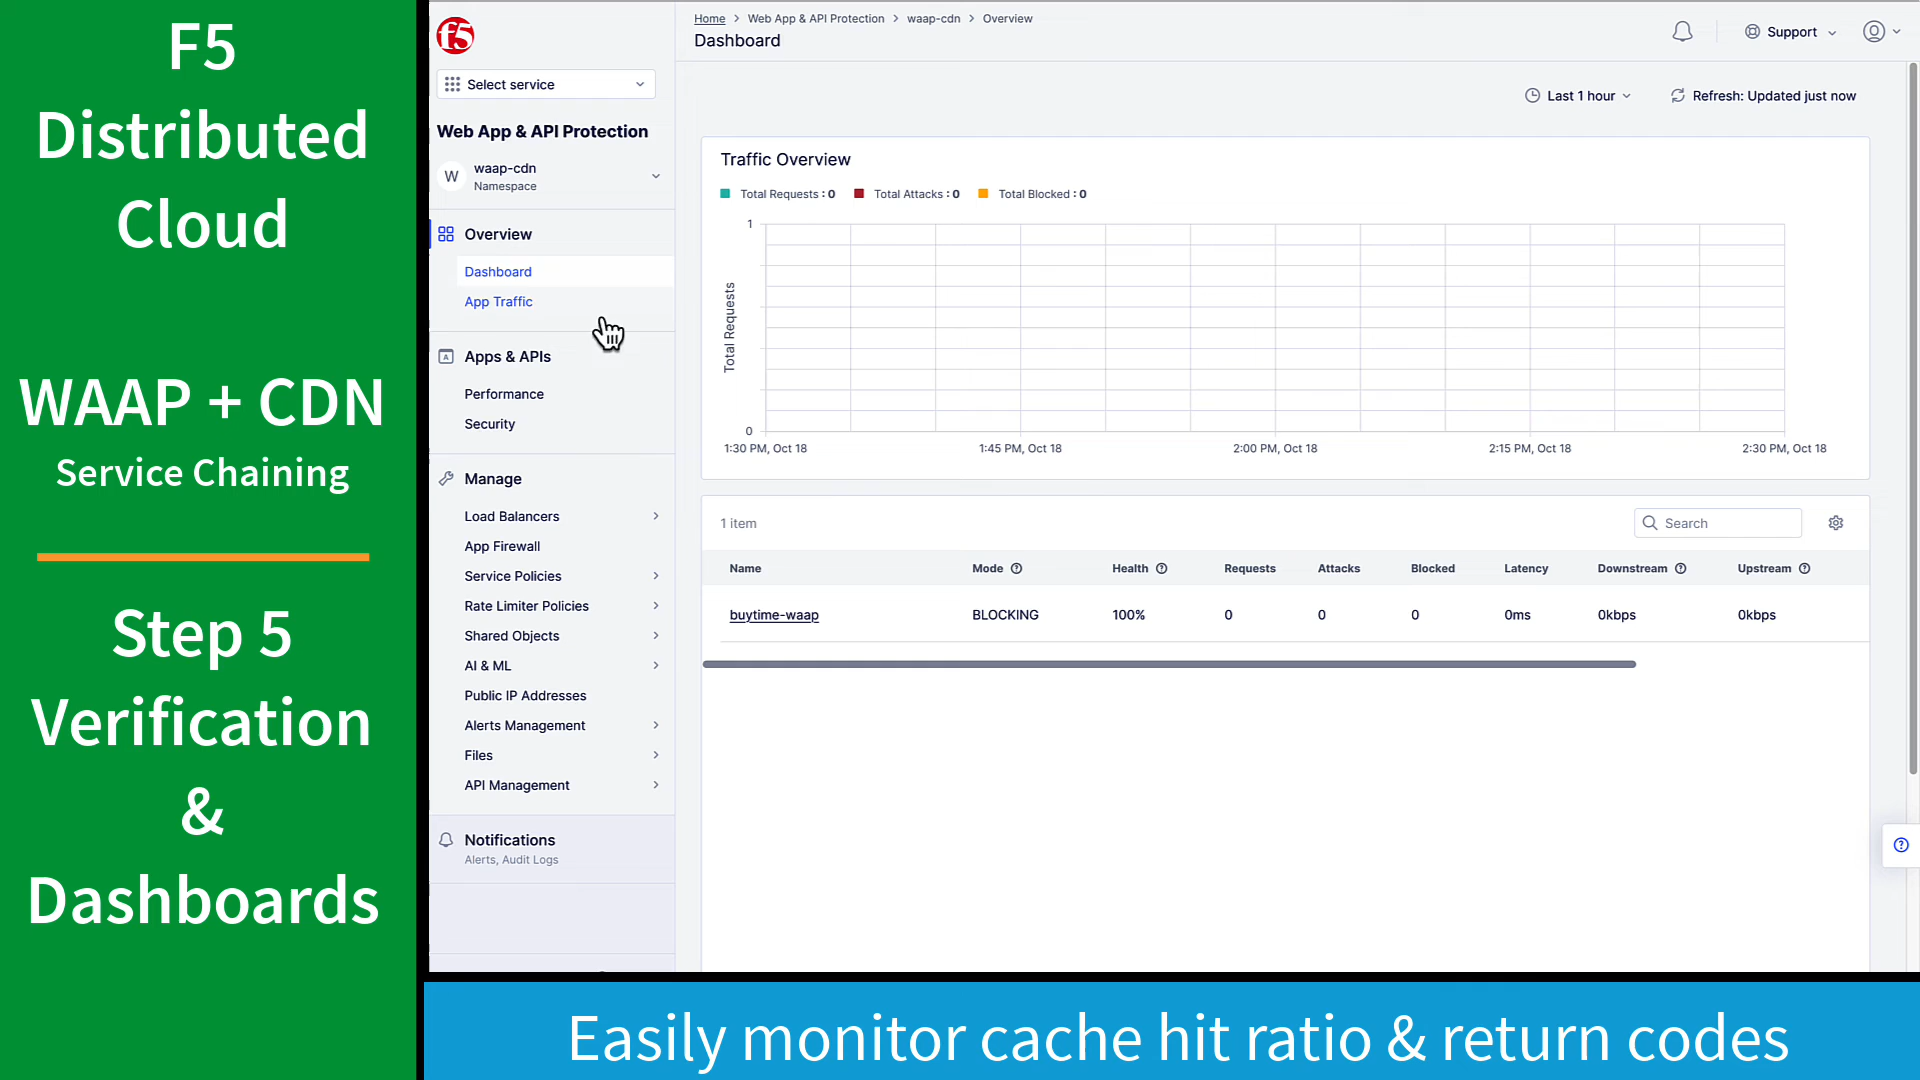 F5
Distributed
Cloud
WAAP + CDN
Service Chaining
Step 5
Verification
&
Dashboards
f5
Select service
Web App & API Protection
W
waap-cdn
Namespace
Overview
Dashboard
App Traffic
Apps & APIs
Performance
Security
Manage
Load Balancers
App Firewall
Service Policies
Rate Limiter Policies
Shared Objects
AI & ML
Public IP Addresses
Alerts Management
Files
API Management
Notifications
Alerts, Audit Logs
Home > Web App & API Protection > waap-cdn > Overview
Dashboard
Support
Last 1 hour
Refresh: Updated just now
Traffic Overview
Total Requests : 0 Total Attacks : 0 Total Blocked : 0
1
Total Requests
0
1:30 PM, Oct 18 1:45 PM, Oct 18 2:00 PM, Oct 18 2:15 PM, Oct 18 2:30 PM, Oct 18
1 item
Search
Name Mode Health Requests Attacks Blocked Latency Downstream Upstream
buytime-waap BLOCKING 100% 0 0 0 0ms 0kbps 0kbps
Easily monitor cache hit ratio & return codes